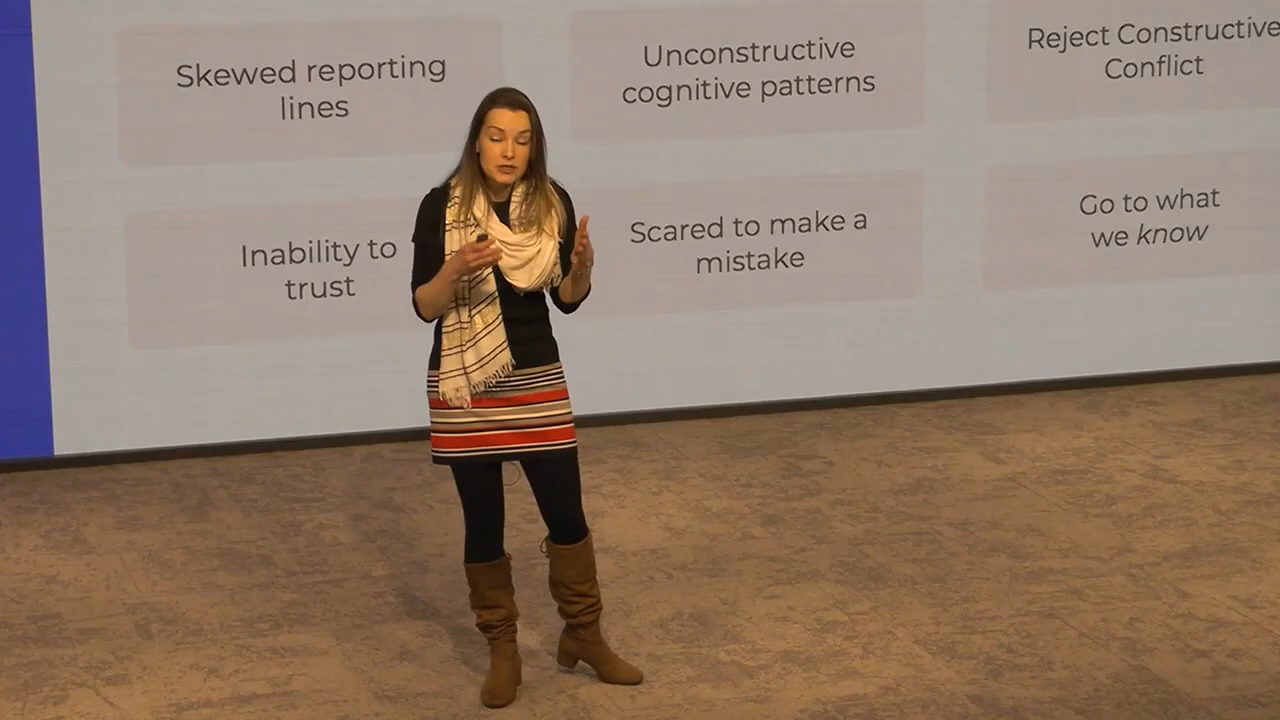 Skewed reporting
lines
Unconstructive
cognitive patterns
Reject Constructive
Conflict
Inability to
trust
Scared to make a
mistake
Go to what
we know